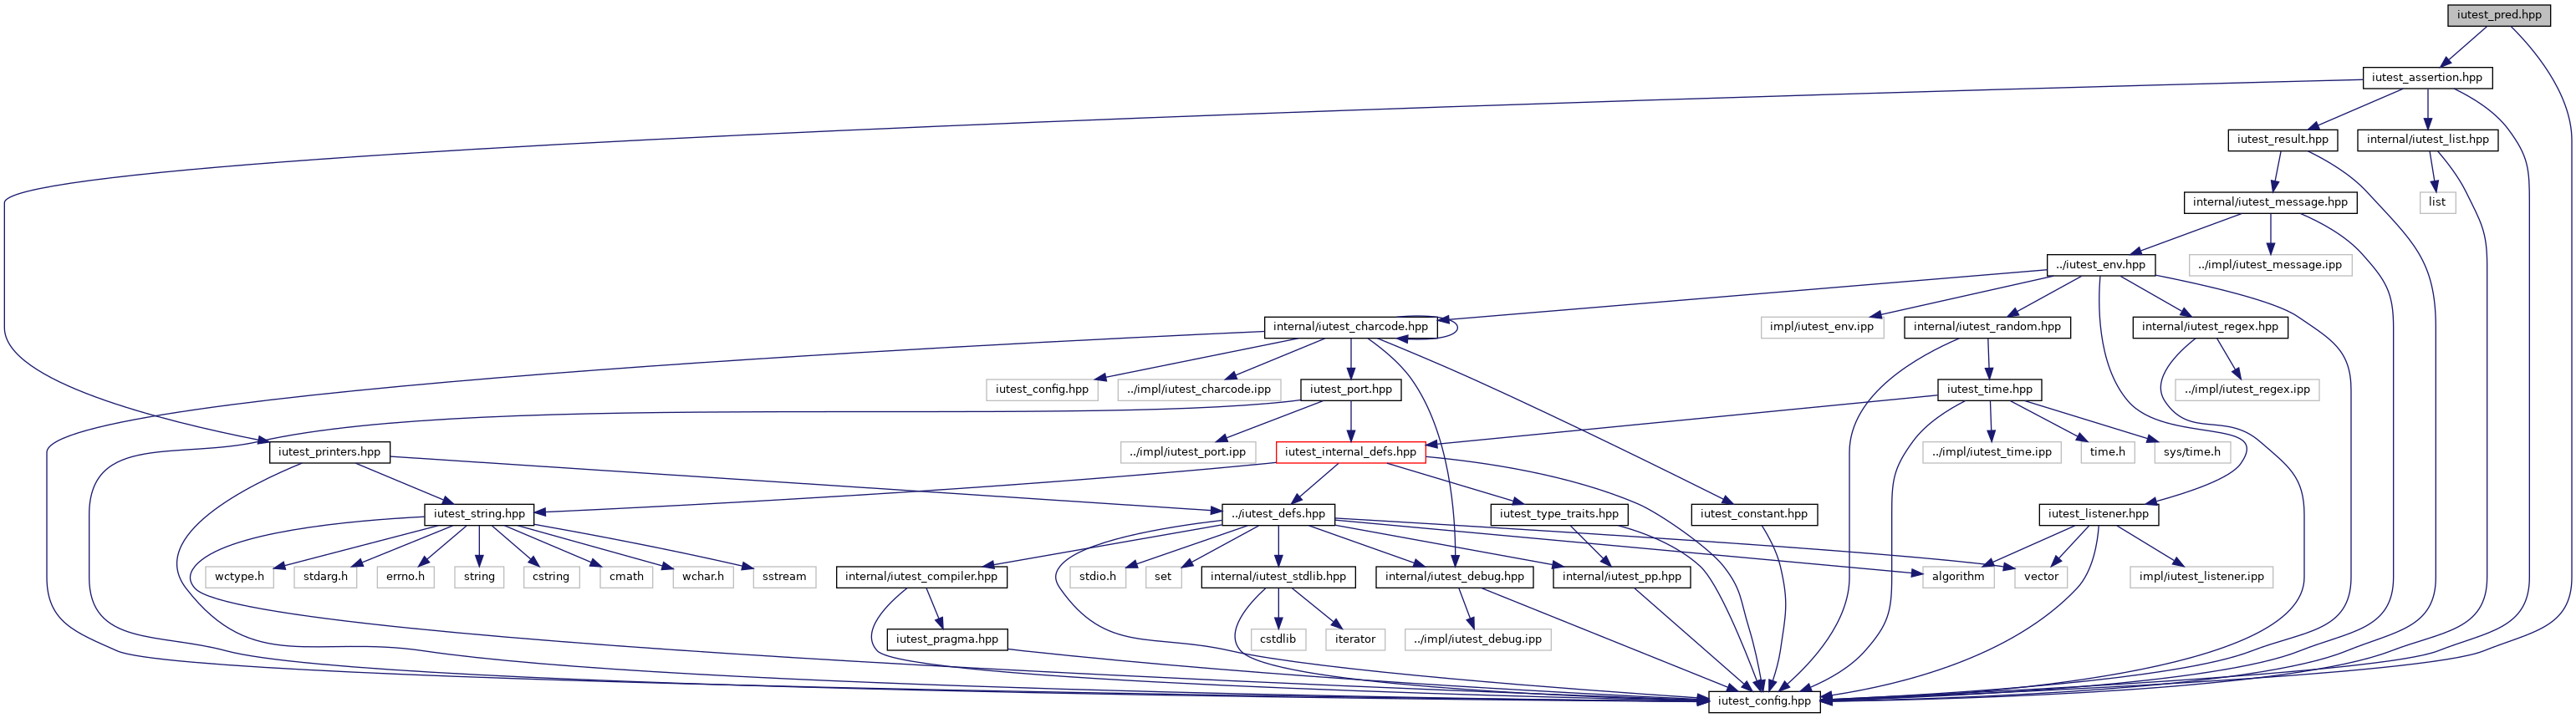 iutest_pred.hpp
iutest_assertion.hpp
iutest_result.hpp
internal/iutest_list.hpp
internal/iutest_message.hpp
list
../iutest_env.hpp
../impl/iutest_message.ipp
internal/iutest_charcode.hpp
impl/iutest_env.ipp
internal/iutest_random.hpp
internal/iutest_regex.hpp
iutest_config.hpp
../impl/iutest_charcode.ipp
iutest_port.hpp
iutest_time.hpp
../impl/iutest_regex.ipp
iutest_printers.hpp
../impl/iutest_port.ipp
iutest_internal_defs.hpp
../impl/iutest_time.ipp
time.h
sys/time.h
iutest_string.hpp
../iutest_defs.hpp
iutest_type_traits.hpp
iutest_constant.hpp
iutest_listener.hpp
wctype.h
stdarg.h
errno.h
string
cstring
cmath
wchar.h
sstream
internal/iutest_compiler.hpp
stdio.h
set
internal/iutest_stdlib.hpp
internal/iutest_debug.hpp
internal/iutest_pp.hpp
algorithm
vector
impl/iutest_listener.ipp
iutest_pragma.hpp
cstdlib
iterator
../impl/iutest_debug.ipp
iutest_config.hpp